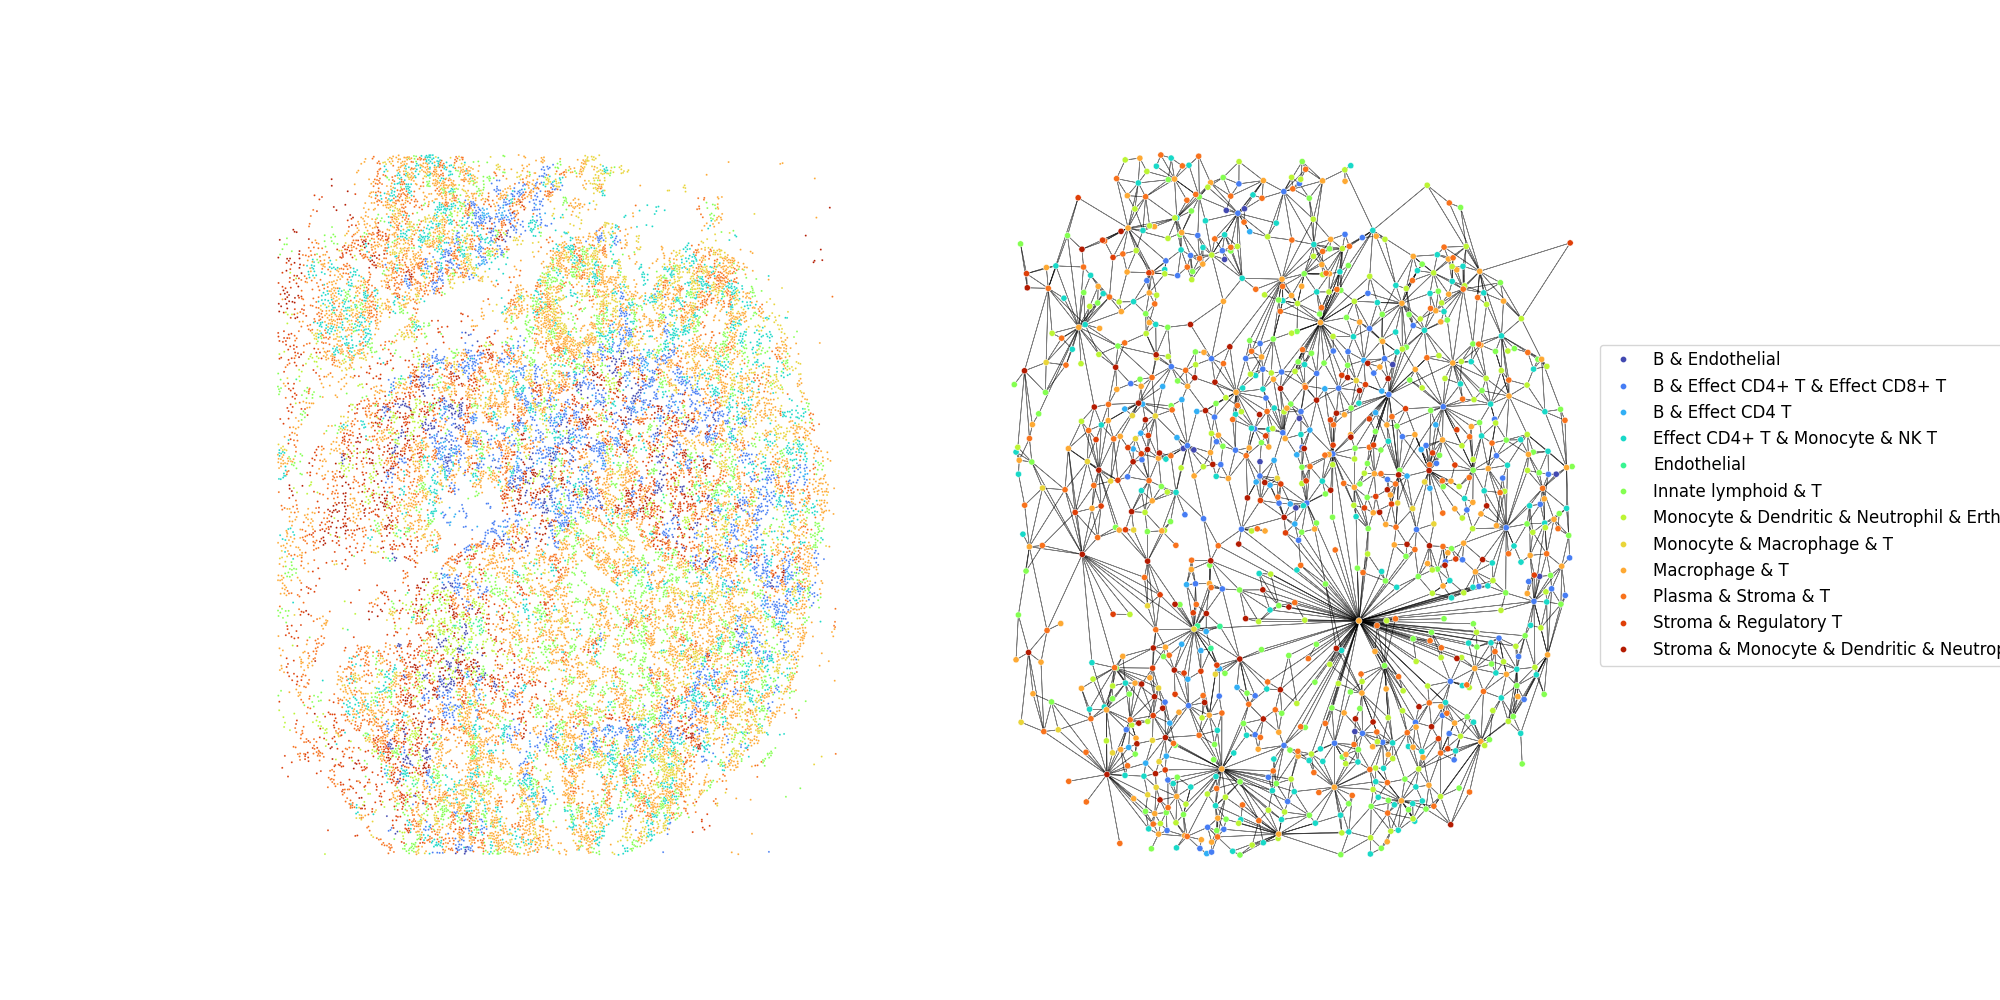 B & Endothelial
B & Effect CD4+ T & Effect CD8+ T
B & Effect CD4 T
Effect CD4+ T & Monocyte & NK T
Endothelial
Innate lymphoid & T
Monocyte & Dendritic & Neutrophil & Erth
Monocyte & Macrophage & T
Macrophage & T
Plasma & Stroma & T
Stroma & Regulatory T
Stroma & Monocyte & Dendritic & Neutrop